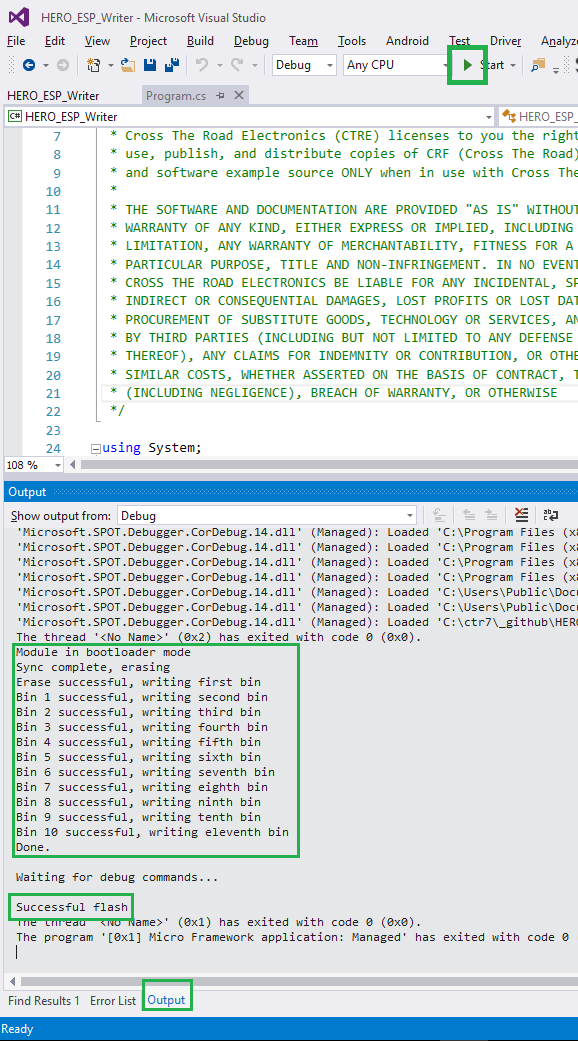 HERO_ESP_Writer - Microsoft Visual Studio
File Edit View Project Build Debug Team Tools Android Test Driver Analyze
Debug Any CPU Start
HERO_ESP_Writer Program.cs
C# HERO_ESP_Writer HERO_ESP_
7 * Cross The Road Electronics (CTRE) licenses to you the right
8 * use, publish, and distribute copies of CRF (Cross The Road)
9 * and software example source ONLY when in use with Cross The
10 *
11 * THE SOFTWARE AND DOCUMENTATION ARE PROVIDED "AS IS" WITHOUT
12 * WARRANTY OF ANY KIND, EITHER EXPRESS OR IMPLIED, INCLUDING
13 * LIMITATION, ANY WARRANTY OF MERCHANTABILITY, FITNESS FOR A
14 * PARTICULAR PURPOSE, TITLE AND NON-INFRINGEMENT. IN NO EVENT
15 * CROSS THE ROAD ELECTRONICS BE LIABLE FOR ANY INCIDENTAL, SP
16 * INDIRECT OR CONSEQUENTIAL DAMAGES, LOST PROFITS OR LOST DAT
17 * PROCUREMENT OF SUBSTITUTE GOODS, TECHNOLOGY OR SERVICES, AN
18 * BY THIRD PARTIES (INCLUDING BUT NOT LIMITED TO ANY DEFENSE
19 * THEREOF), ANY CLAIMS FOR INDEMNITY OR CONTRIBUTION, OR OTHE
20 * SIMILAR COSTS, WHETHER ASSERTED ON THE BASIS OF CONTRACT, T
21 * (INCLUDING NEGLIGENCE), BREACH OF WARRANTY, OR OTHERWISE
22 */
23
24 using System;
108 %
Output
Show output from: Debug
'Microsoft.SPOT.Debugger.CorDebug.14.dll' (Managed): Loaded 'C:\Program Files (x8
'Microsoft.SPOT.Debugger.CorDebug.14.dll' (Managed): Loaded 'C:\Program Files (x8
'Microsoft.SPOT.Debugger.CorDebug.14.dll' (Managed): Loaded 'C:\Program Files (x8
'Microsoft.SPOT.Debugger.CorDebug.14.dll' (Managed): Loaded 'C:\Program Files (x8
'Microsoft.SPOT.Debugger.CorDebug.14.dll' (Managed): Loaded 'C:\Users\Public\Docu
'Microsoft.SPOT.Debugger.CorDebug.14.dll' (Managed): Loaded 'C:\Users\Public\Docu
'Microsoft.SPOT.Debugger.CorDebug.14.dll' (Managed): Loaded 'C:\ctr7\_github\HERO
The thread '<No Name>' (0x2) has exited with code 0 (0x0).
Module in bootloader mode
Sync complete, erasing
Erase successful, writing first bin
Bin 1 successful, writing second bin
Bin 2 successful, writing third bin
Bin 3 successful, writing fourth bin
Bin 4 successful, writing fifth bin
Bin 5 successful, writing sixth bin
Bin 6 successful, writing seventh bin
Bin 7 successful, writing eighth bin
Bin 8 successful, writing ninth bin
Bin 9 successful, writing tenth bin
Bin 10 successful, writing eleventh bin
Done.
Waiting for debug commands...
Successful flash
The thread '<No Name>' (0x1) has exited with code 0 (0x0).
The program '[0x1] Micro Framework application: Managed' has exited with code 0
Find Results 1 Error List Output
Ready